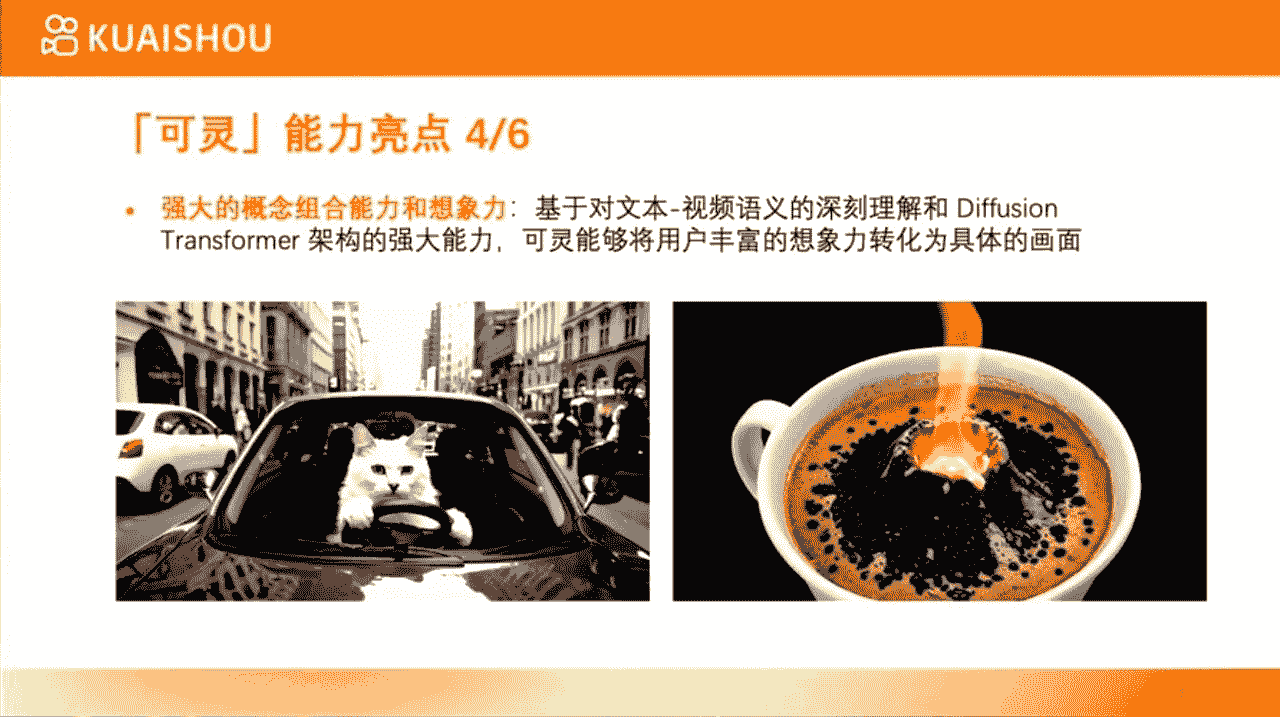 KUAISHOU
「可灵」能力亮点 4/6
• 强大的概念组合能力和想象力：基于对文本-视频语义的深刻理解和 Diffusion
Transformer 架构的强大能力，可灵能够将用户丰富的想象力转化为具体的画面